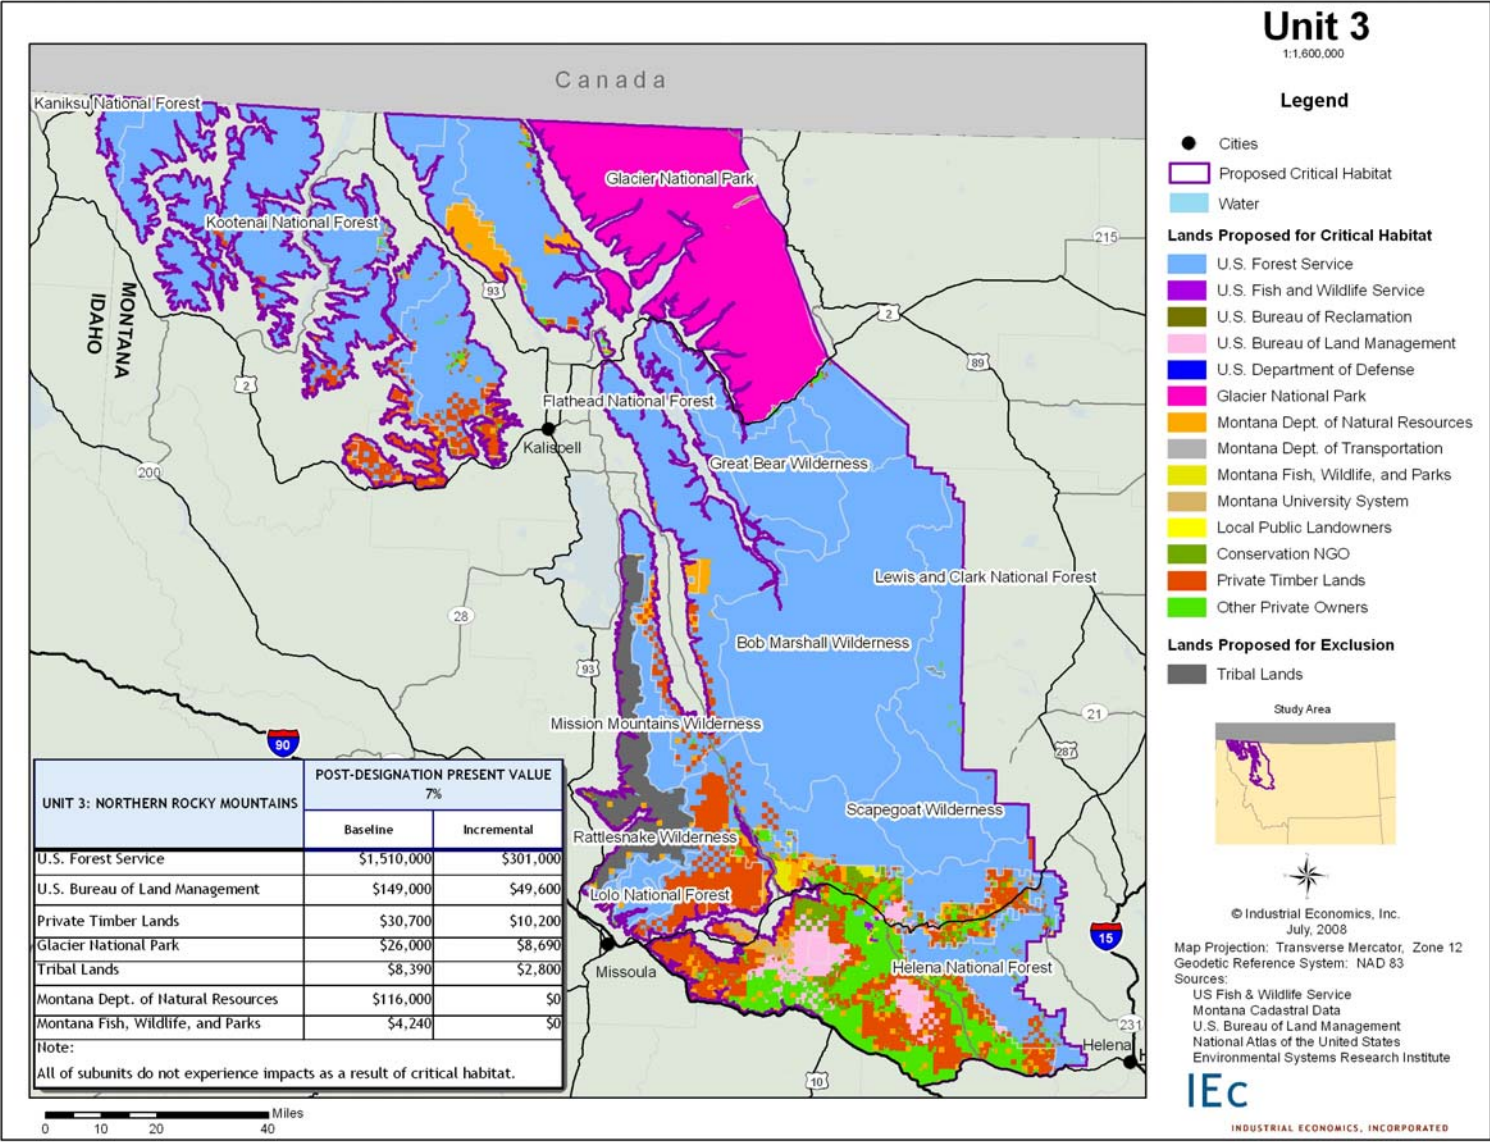 Unit 3
1:1,600,000
Legend
Cities
Proposed Critical Habitat
Water
Lands Proposed for Critical Habitat
U.S. Forest Service
U.S. Fish and Wildlife Service
U.S. Bureau of Reclamation
U.S. Bureau of Land Management
U.S. Department of Defense
Glacier National Park
Montana Dept. of Natural Resources
Montana Dept. of Transportation
Montana Fish, Wildlife, and Parks
Montana University System
Local Public Landowners
Conservation NGO
Private Timber Lands
Other Private Owners
Lands Proposed for Exclusion
Tribal Lands
Study Area
© Industrial Economics, Inc.
July, 2008
Map Projection: Transverse Mercator, Zone 12
Geodetic Reference System: NAD 83
Sources:
US Fish & Wildlife Service
Montana Cadastral Data
U.S. Bureau of Land Management
National Atlas of the United States
Environmental Systems Research Institute
IEc
INDUSTRIAL ECONOMICS, INCORPORATED
Canada
Kaniksu National Forest
Glacier National Park
Kootenai National Forest
215
93
MONTANA
IDAHO
2
89
2
Flathead National Forest
Kalispell
Great Bear Wilderness
200
Lewis and Clark National Forest
28
Bob Marshall Wilderness
93
21
Mission Mountains Wilderness
90
287
Scapegoat Wilderness
Rattlesnake Wilderness
Lolo National Forest
15
Missoula
Helena National Forest
231
Helena
10
UNIT 3: NORTHERN ROCKY MOUNTAINS
POST-DESIGNATION PRESENT VALUE
7%
Baseline Incremental
U.S. Forest Service $1,510,000 $301,000
U.S. Bureau of Land Management $149,000 $49,600
Private Timber Lands $30,700 $10,200
Glacier National Park $26,000 $8,690
Tribal Lands $8,390 $2,800
Montana Dept. of Natural Resources $116,000 $0
Montana Fish, Wildlife, and Parks $4,240 $0
Note:
All of subunits do not experience impacts as a result of critical habitat.
Miles
0 10 20 40